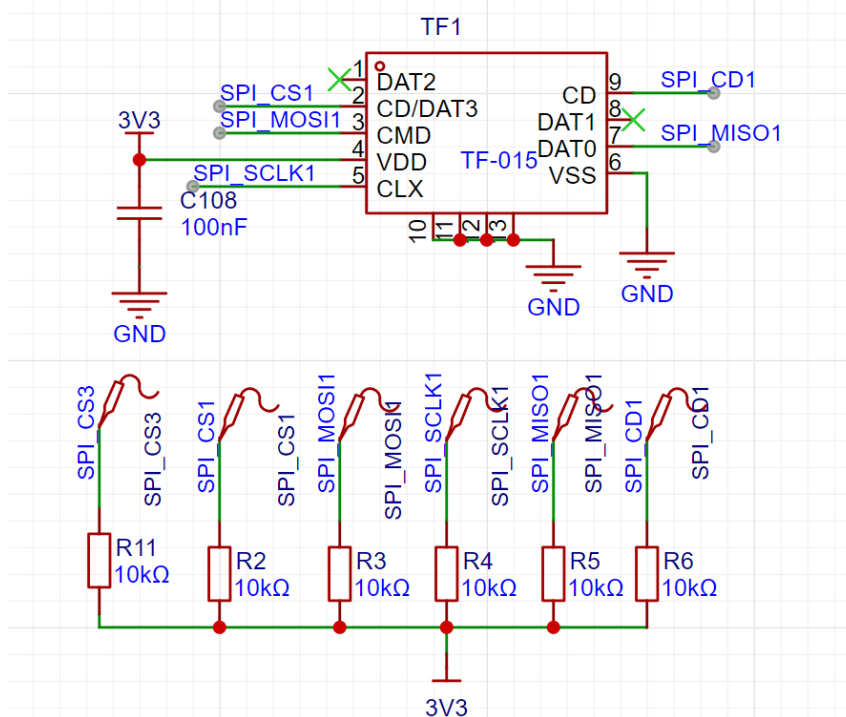 TF1
1
DAT2
SPI_CS1
2
CD/DAT3
SPI_MOSI1
3
CMD
3V3
4
VDD
SPI_SCLK1
5
CLX
TF-015
CD
9
SPI_CD1
DAT1
8
DAT0
7
SPI_MISO1
VSS
6
C108
100nF
10
11
12
13
GND
GND
GND
SPI_CS3
SPI_CS3
SPI_CS1
SPI_CS1
SPI_MOSI1
SPI_MOSI1
SPI_SCLK1
SPI_SCLK1
SPI_MISO1
SPI_MISO1
SPI_CD1
SPI_CD1
R11
10kΩ
R2
10kΩ
R3
10kΩ
R4
10kΩ
R5
10kΩ
R6
10kΩ
3V3